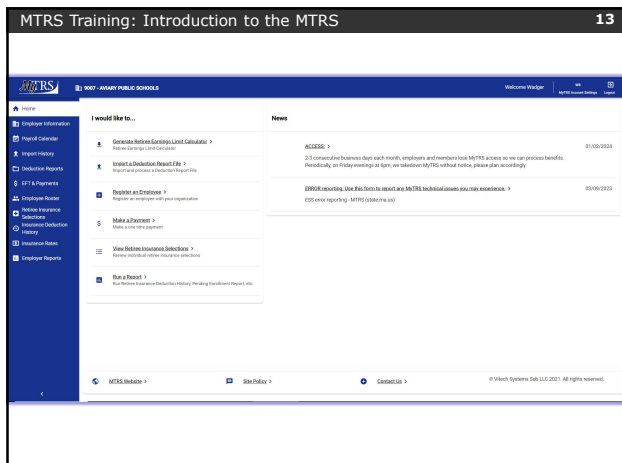 MTRS Training: Introduction to the MTRS
13
MyTRS
9007 - AVIARY PUBLIC SCHOOLS
Welcome Wadger
WS
MyTRS Account Settings
Logout
Home
Employer Information
Payroll Calendar
Import History
Deduction Reports
EFT & Payments
Employee Roster
Retiree Insurance
Selections
Insurance Deduction
History
Insurance Rates
Employer Reports
I would like to...
Generate Retiree Earnings Limit Calculator >
Retiree Earnings Limit Calculator
Import a Deduction Report File >
Import and process a Deduction Report File
Register an Employee >
Register an employee with your organization
Make a Payment >
Make a one time payment
View Retiree Insurance Selections >
Review individual retiree insurance selections
Run a Report >
Run Retiree Insurance Deduction History, Pending Enrollment Report, etc.
News
ACCESS: >
01/02/2024
2-3 consecutive business days each month, employers and members lose MyTRS access so we can process benefits.
Periodically, on Friday evenings at 6pm, we takedown MyTRS without notice, please plan accordingly.
ERROR reporting: Use this form to report any MyTRS technical issues you may experience. >
03/09/2023
ESS error reporting - MTRS (state.ma.us)
MTRS Website >
Site Policy >
Contact Us >
© Vitech Systems Sub LLC 2021. All rights reserved.